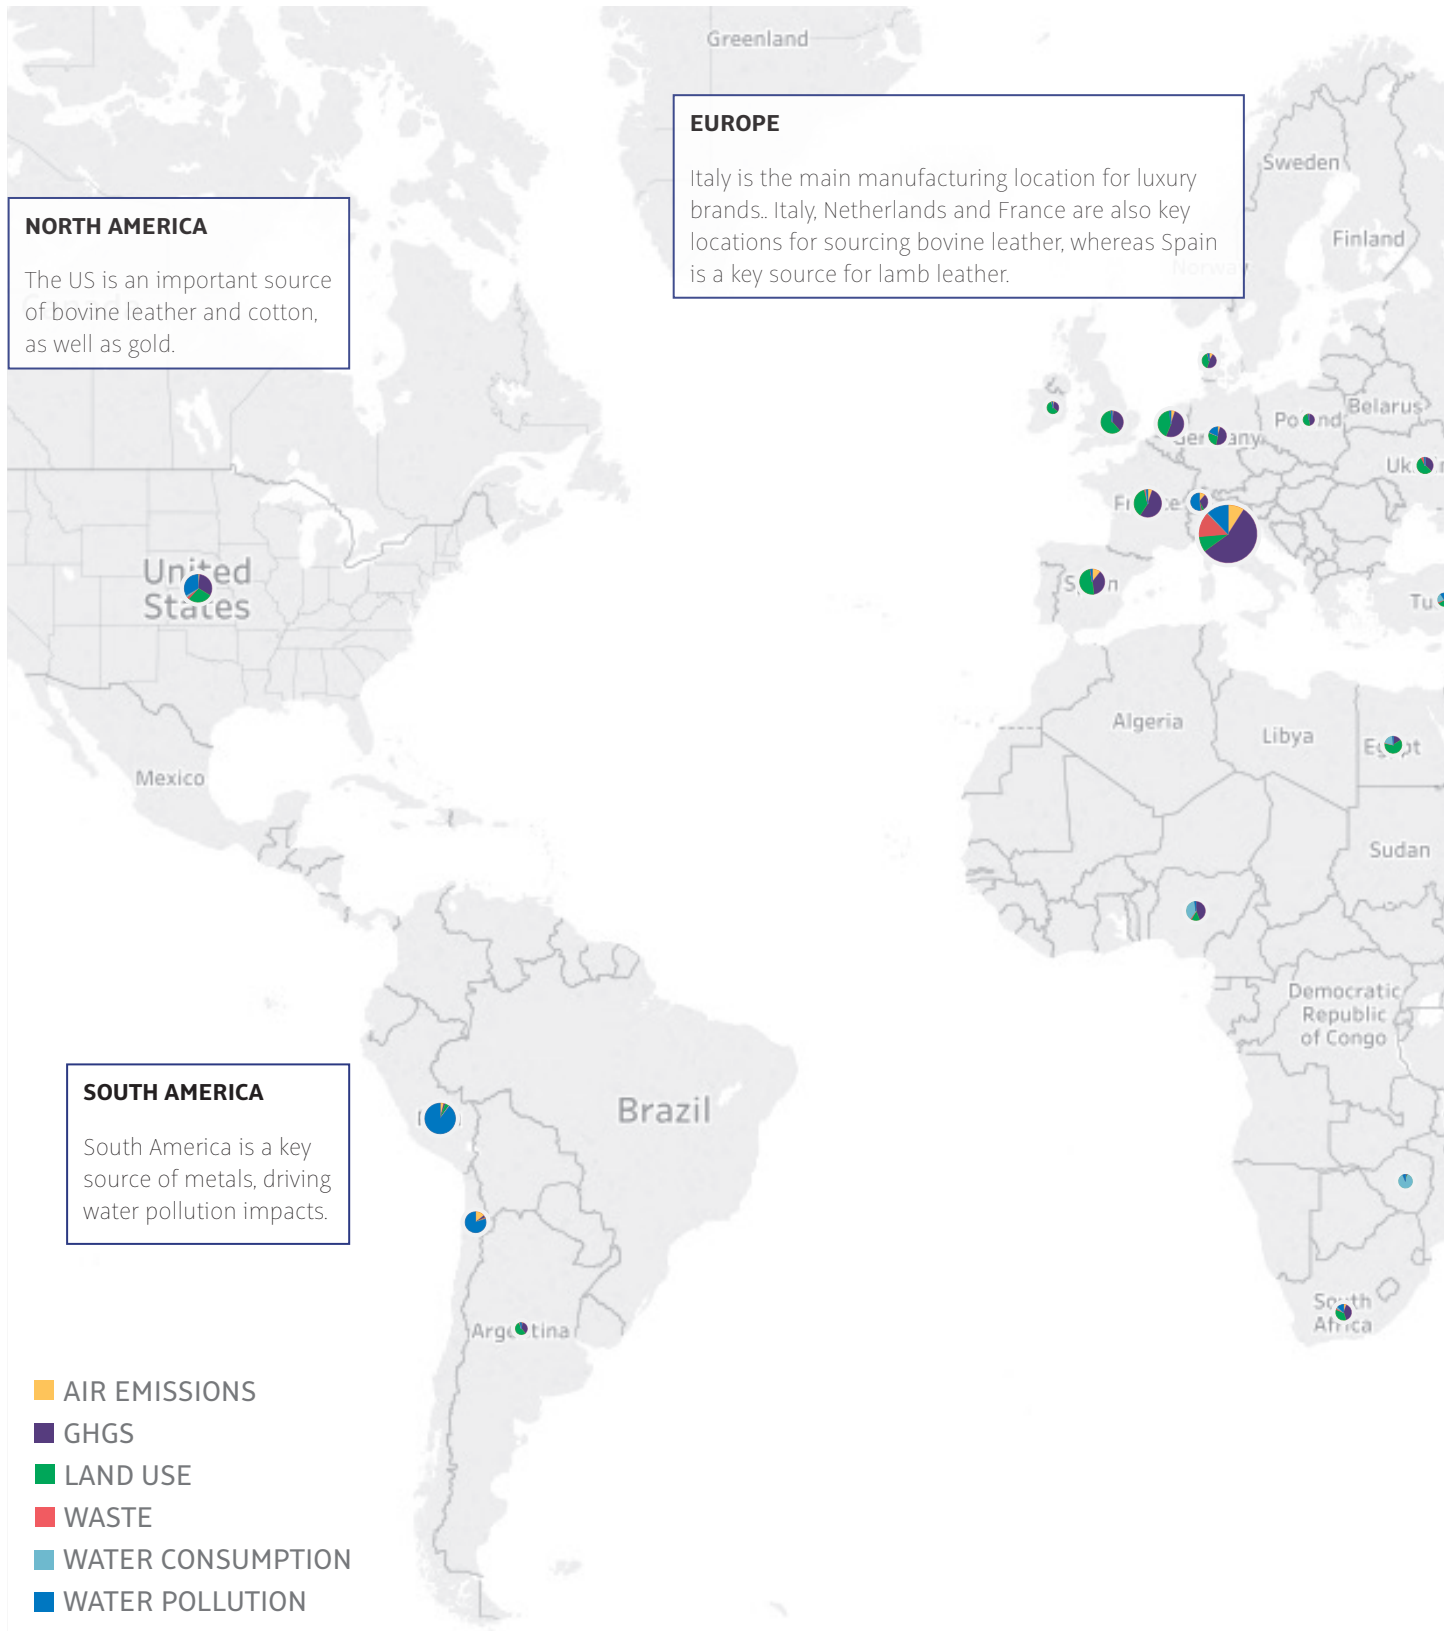 Greenland
EUROPE
Italy is the main manufacturing location for luxury
brands.. Italy, Netherlands and France are also key
locations for sourcing bovine leather, whereas Spain
is a key source for lamb leather.
Sweden
Finland
Norway
NORTH AMERICA
The US is an important source
of bovine leather and cotton,
as well as gold.
Belarus
United
States
Mexico
Algeria
Libya
Sudan
Democratic
Republic
of Congo
Brazil
SOUTH AMERICA
South America is a key
source of metals, driving
water pollution impacts.
South
Africa
AIR EMISSIONS
GHGS
LAND USE
WASTE
WATER CONSUMPTION
WATER POLLUTION